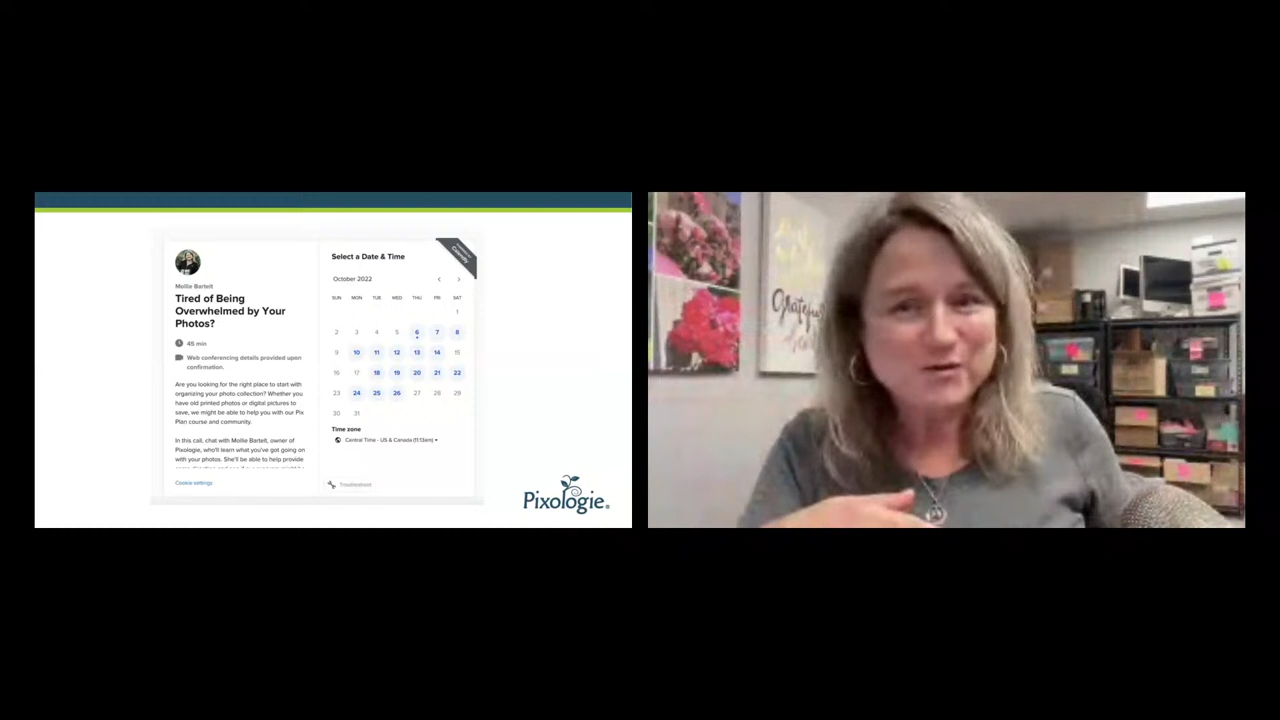 Mollie Bartelt
Tired of Being
Overwhelmed by Your
Photos?
45 min
Web conferencing details provided upon
confirmation.
Are you looking for the right place to start with
organizing your photo collection? Whether you
have old printed photos or digital pictures to
save, we might be able to help you with our Pix
Plan course and community.
In this call, chat with Mollie Bartelt, owner of
Pixologie, who'll learn what you've got going on
with your photos. She'll be able to help provide
Cookie settings
Select a Date & Time
October 2022
SUN MON TUE WED THU FRI SAT
1
2 3 4 5 6 7 8
9 10 11 12 13 14 15
16 17 18 19 20 21 22
23 24 25 26 27 28 29
30 31
Time zone
Central Time - US & Canada (11:13am)
Troubleshoot
Calendly
Pixologie®
Grateful